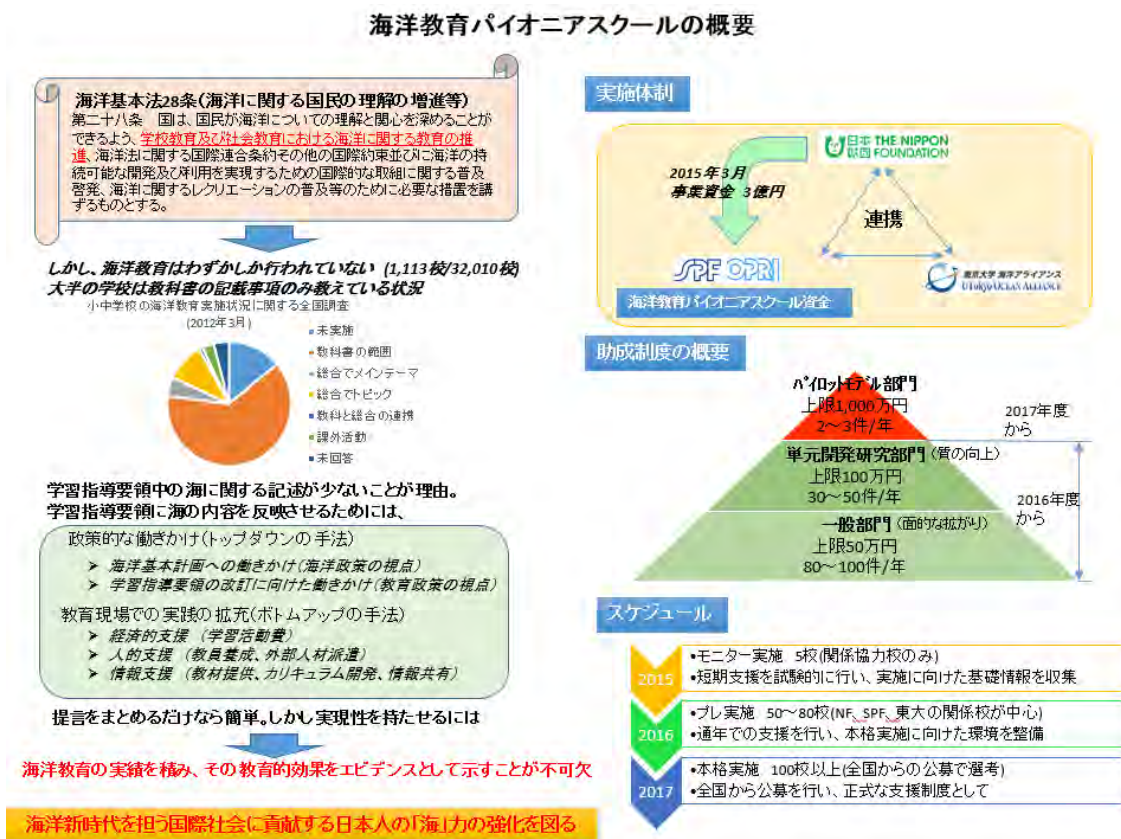 海洋教育パイオニアスクールの概要
海洋基本法28条(海洋に関する国民の理解の増進等)
第二十八条　国は、国民が海洋についての理解と関心を深めることが
できるよう、学校教育及び社会教育における海洋に関する教育の推
進、海洋法に関する国際連合条約その他の国際約束並びに海洋の持
続可能な開発及び利用を実現するための国際的な取組に関する普及
啓発、海洋に関するレクリエーションの普及等のために必要な措置を講
ずるものとする。
しかし、海洋教育はわずかしか行われていない (1,113校/32,010校)
大半の学校は教科書の記載事項のみ教えている状況
小中学校の海洋教育実施状況に関する全国調査
(2012年3月)
未実施
教科書の範囲
総合でメインテーマ
総合でトピック
教科と総合の連携
課外活動
未回答
学習指導要領中の海に関する記述が少ないことが理由。
学習指導要領に海の内容を反映させるためには、
政策的な働きかけ(トップダウンの手法)
➢ 海洋基本計画への働きかけ(海洋政策の視点)
➢ 学習指導要領の改訂に向けた働きかけ(教育政策の視点)
教育現場での実践の拡充(ボトムアップの手法)
➢ 経済的支援 (学習活動費)
➢ 人的支援 (教員養成、外部人材派遣)
➢ 情報支援 (教材提供、カリキュラム開発、情報共有)
提言をまとめるだけなら簡単。しかし実現性を持たせるには
海洋教育の実績を積み、その教育的効果をエビデンスとして示すことが不可欠
海洋新時代を担う国際社会に貢献する日本人の「海」力の強化を図る
実施体制
日本財団 THE NIPPON FOUNDATION
2015年3月
事業資金 3億円
連携
SPF OPRI
海洋教育パイオニアスクール資金
東京大学 海洋アライアンス
UTokyo OCEAN ALLIANCE
助成制度の概要
パイロットモデル部門
上限1,000万円
2～3件/年
2017年度
から
単元開発研究部門(質の向上)
上限100万円
30～50件/年
2016年度
から
一般部門(面的な拡がり)
上限50万円
80～100件/年
スケジュール
2015
•モニター実施 5校(関係協力校のみ)
•短期支援を試験的に行い、実施に向けた基礎情報を収集
2016
•プレ実施 50～80校(NF、SPF、東大の関係校が中心)
•通年での支援を行い、本格実施に向けた環境を整備
2017
•本格実施 100校以上(全国からの公募で選考)
•全国から公募を行い、正式な支援制度として